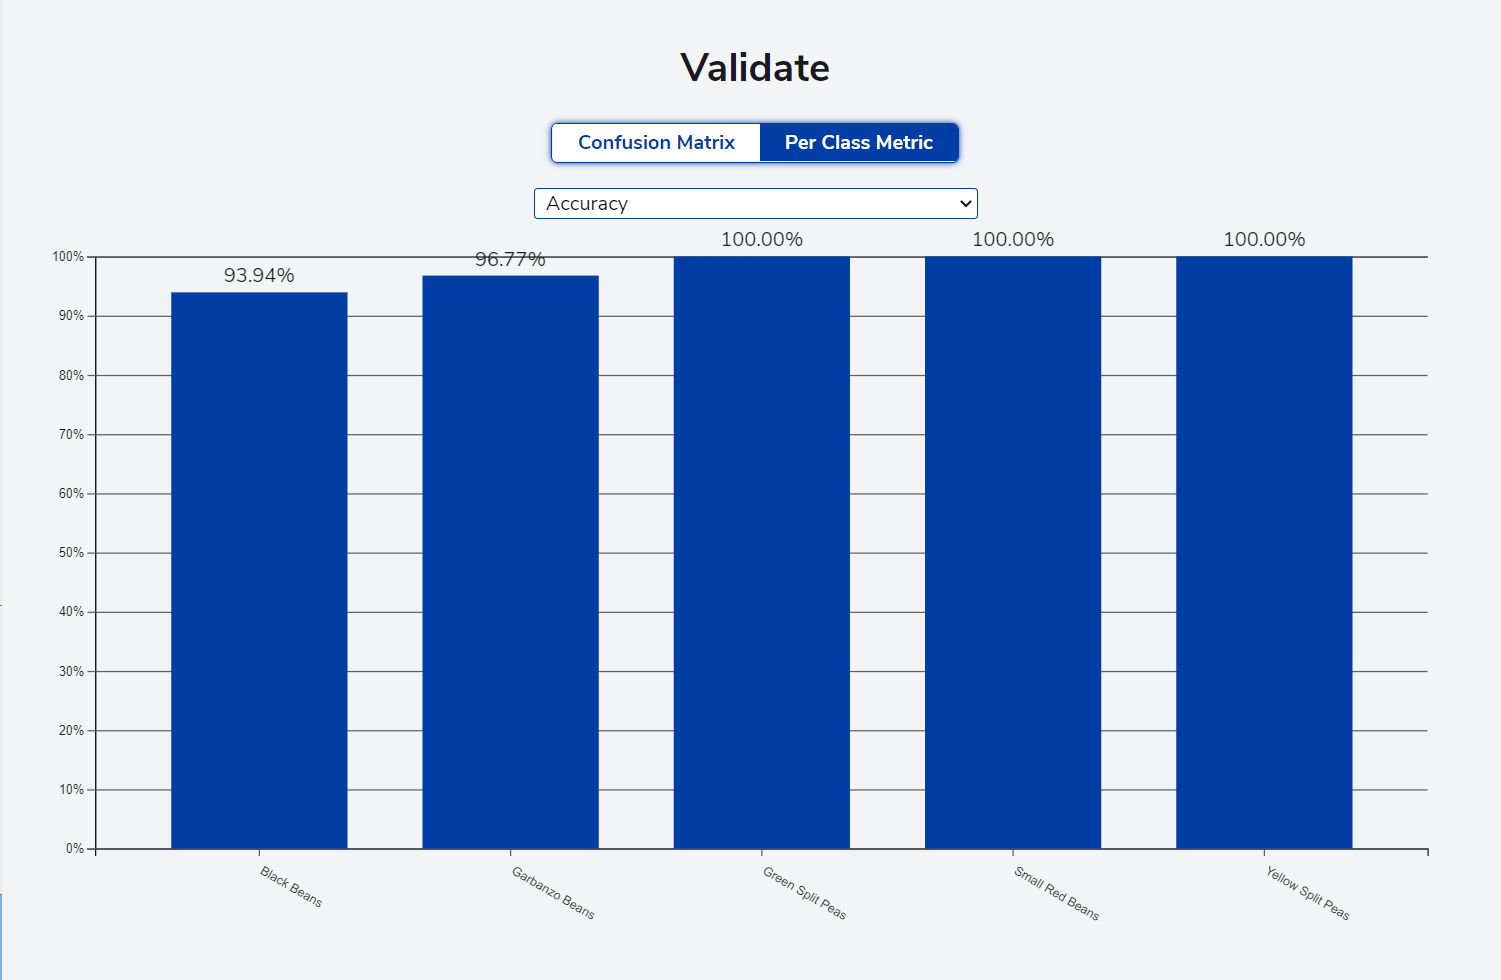 Validate
Confusion Matrix Per Class Metric
Accuracy
100.00% 100.00% 100.00%
96.77%
93.94%
100%
90%
80%
70%
60%
50%
40%
30%
20%
10%
0%
Black Beans Garbanzo Beans Green Split Peas Small Red Beans Yellow Split Peas